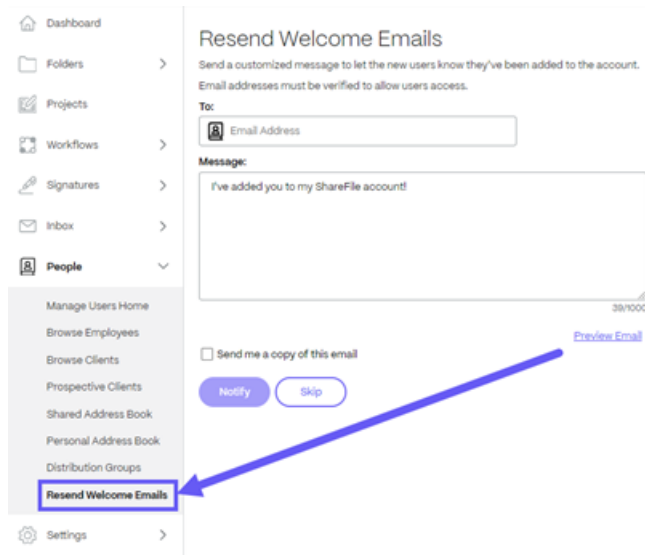 Dashboard
Folders
Projects
Workflows
Signatures
Inbox
People
Manage Users Home
Browse Employees
Browse Clients
Prospective Clients
Shared Address Book
Personal Address Book
Distribution Groups
Resend Welcome Emails
Settings
Resend Welcome Emails
Send a customized message to let the new users know they've been added to the account.
Email addresses must be verified to allow users access.
To:
Email Address
Message:
I've added you to my ShareFile account!
39/1000
Preview Email
Send me a copy of this email
Notify
Skip